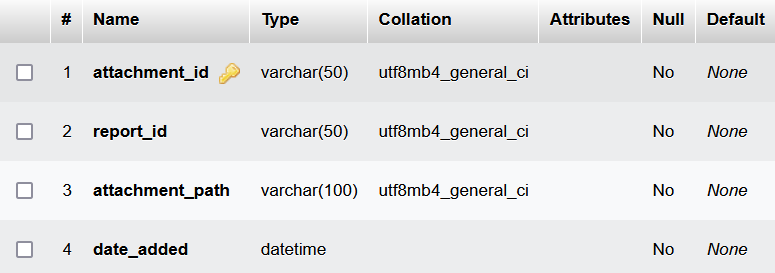 # Name Type Collation Attributes Null Default
1 attachment_id varchar(50) utf8mb4_general_ci No None
2 report_id varchar(50) utf8mb4_general_ci No None
3 attachment_path varchar(100) utf8mb4_general_ci No None
4 date_added datetime No None